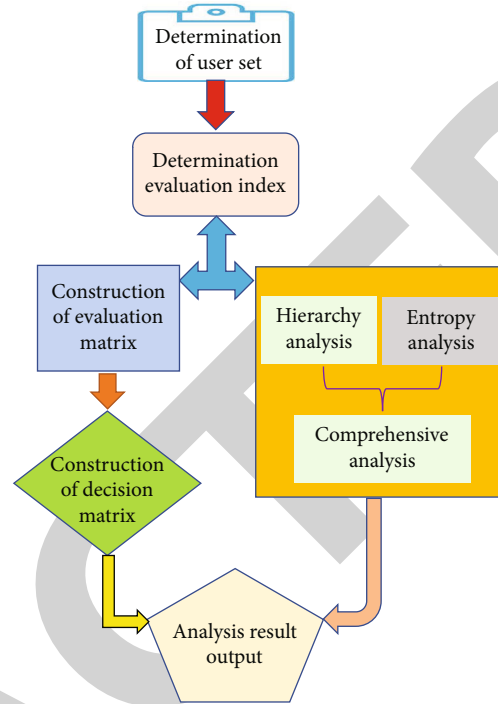 Determination
of user set
Determination
evaluation index
Construction
of evaluation
matrix
Hierarchy
analysis
Entropy
analysis
Comprehensive
analysis
Construction
of decision
matrix
Analysis result
output